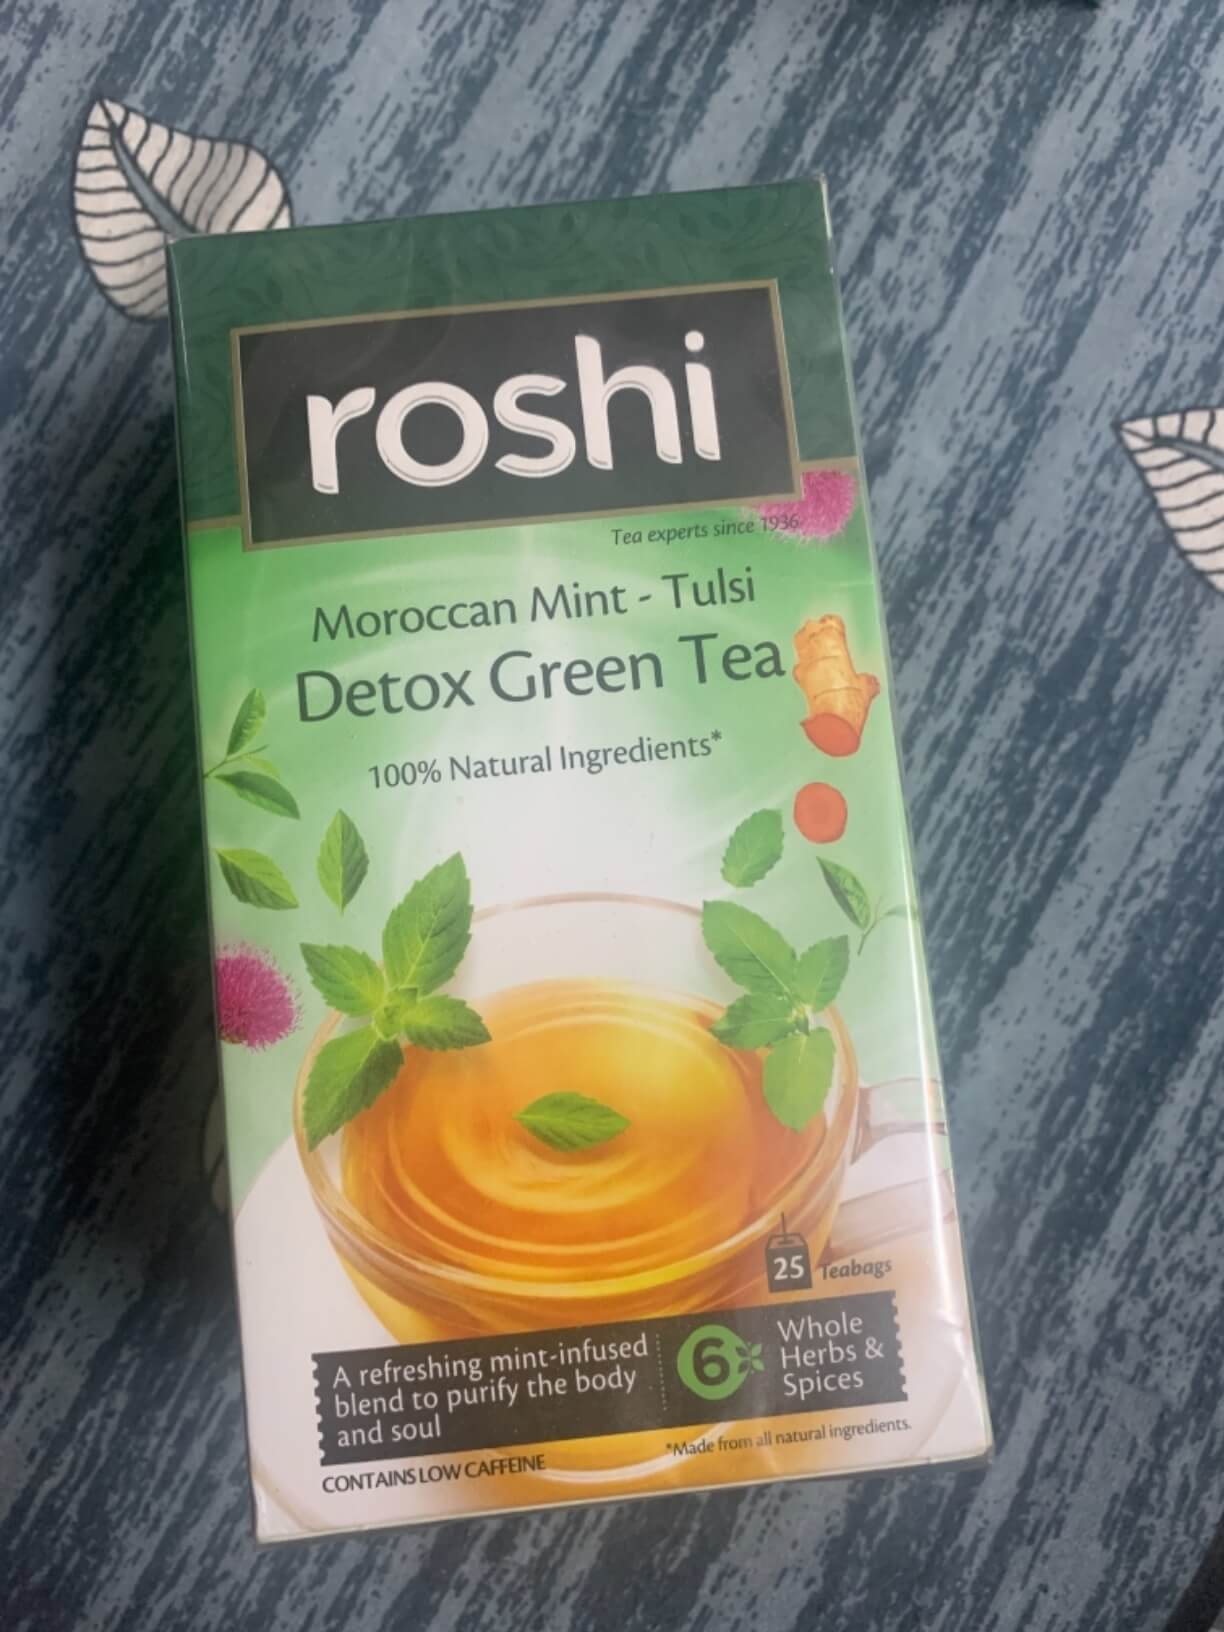 roshi
Tea experts since 1936
Moroccan Mint - Tulsi
Detox Green Tea
100% Natural Ingredients*
25 Teabags
A refreshing mint-infused
blend to purify the body
and soul
6
Whole
Herbs &
Spices
*Made from all natural ingredients.
CONTAINS LOW CAFFEINE